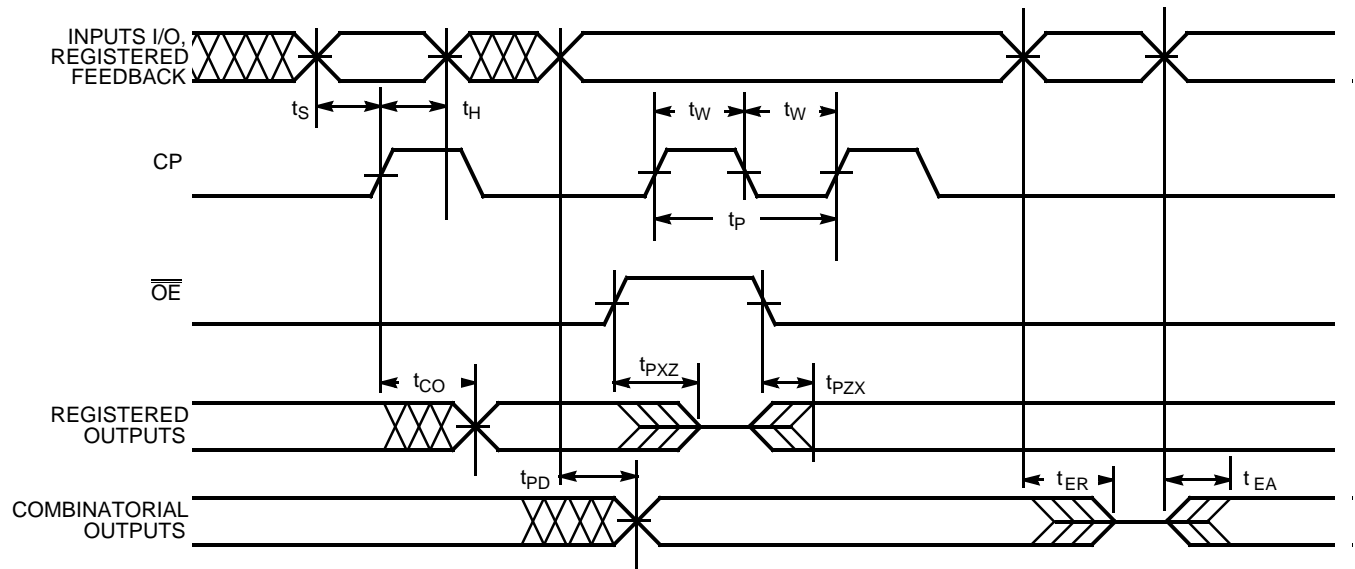 INPUTS I/O,
REGISTERED
FEEDBACK
tS
tH
tW
tW
CP
tP
OE
tCO
tPXZ
tPZX
REGISTERED
OUTPUTS
tPD
tER
tEA
COMBINATORIAL
OUTPUTS